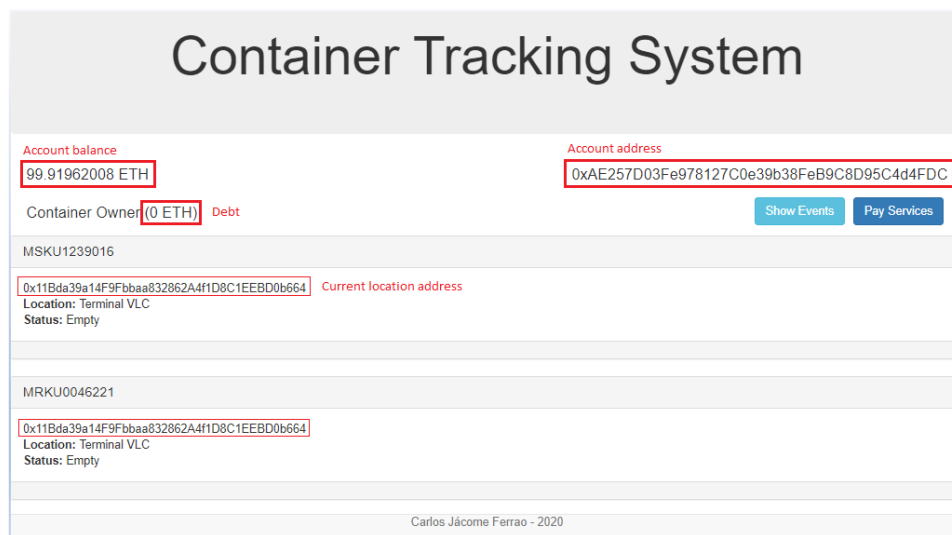 Container Tracking System
Account balance
Account address
99.91962008 ETH
0xAE257D03Fe978127C0e39b38FeB9C8D95C4d4FDC
Container Owner (0 ETH) Debt
Show Events
Pay Services
MSKU1239016
0x11Bda39a14F9Fbbaa832862A4f1D8C1EEBD0b664 Current location address
Location: Terminal VLC
Status: Empty
MRKU0046221
0x11Bda39a14F9Fbbaa832862A4f1D8C1EEBD0b664
Location: Terminal VLC
Status: Empty
Carlos Jácome Ferrao - 2020